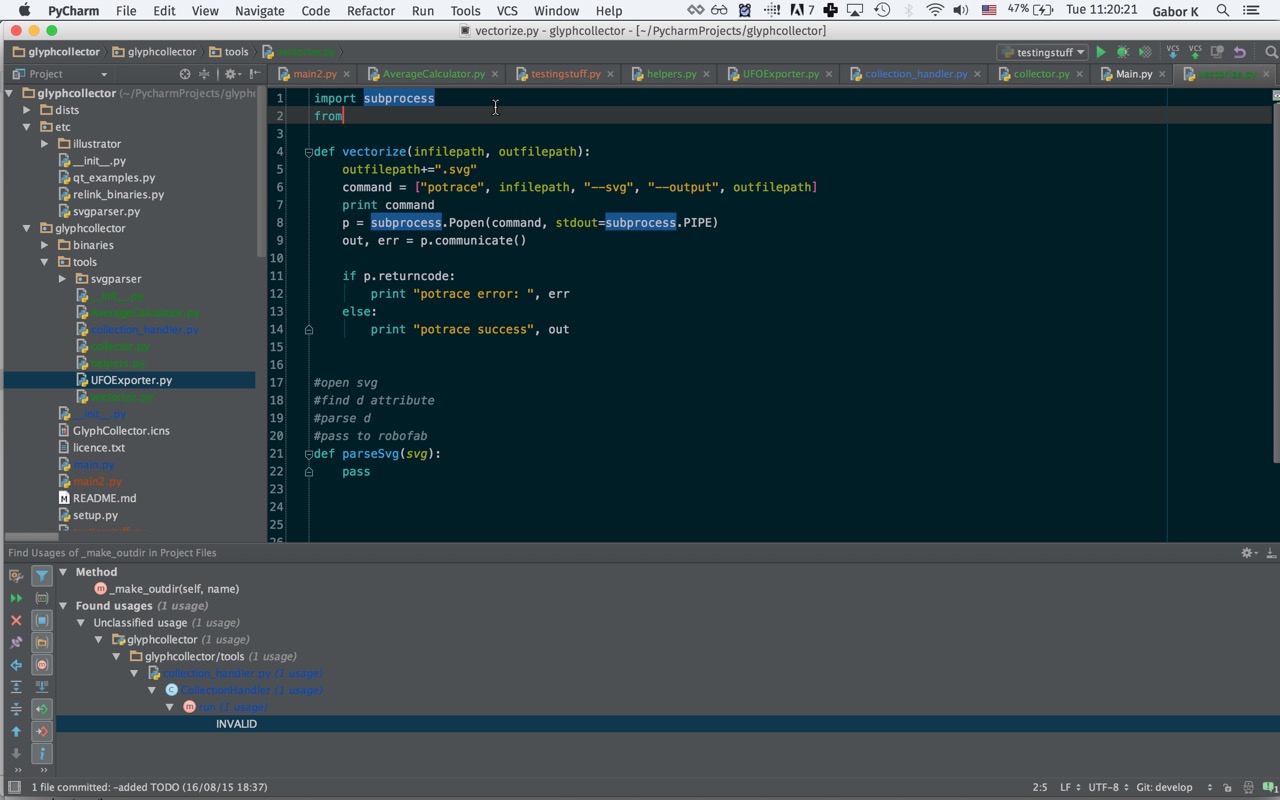 PyCharm File Edit View Navigate Code Refactor Run Tools VCS Window Help 7 47% Tue 11:20:21 Gabor K
vectorize.py - glyphcollector - [~/PycharmProjects/glyphcollector]
glyphcollector glyphcollector tools vectorize.py testingstuff VCS VCS
Project main2.py AverageCalculator.py testingstuff.py helpers.py UFOExporter.py collection_handler.py collector.py Main.py vectorize.py
glyphcollector (~/PycharmProjects/glyphc
dists
etc
illustrator
__init__.py
qt_examples.py
relink_binaries.py
svgparser.py
glyphcollector
binaries
tools
svgparser
__init__.py
AverageCalculator.py
collection_handler.py
collector.py
helpers.py
UFOExporter.py
vectorize.py
__init__.py
GlyphCollector.icns
licence.txt
main.py
main2.py
README.md
setup.py
1 import subprocess
2 from
3
4 def vectorize(infilepath, outfilepath):
5 outfilepath+=".svg"
6 command = ["potrace", infilepath, "--svg", "--output", outfilepath]
7 print command
8 p = subprocess.Popen(command, stdout=subprocess.PIPE)
9 out, err = p.communicate()
10
11 if p.returncode:
12 print "potrace error: ", err
13 else:
14 print "potrace success", out
15
16
17 #open svg
18 #find d attribute
19 #parse d
20 #pass to robofab
21 def parseSvg(svg):
22 pass
23
24
25
26
Find Usages of _make_outdir in Project Files
Method
_make_outdir(self, name)
Found usages (1 usage)
Unclassified usage (1 usage)
glyphcollector (1 usage)
glyphcollector/tools (1 usage)
collection_handler.py (1 usage)
CollectionHandler (1 usage)
run (1 usage)
INVALID
1 file committed: -added TODO (16/08/15 18:37) 2:5 LF UTF-8 Git: develop